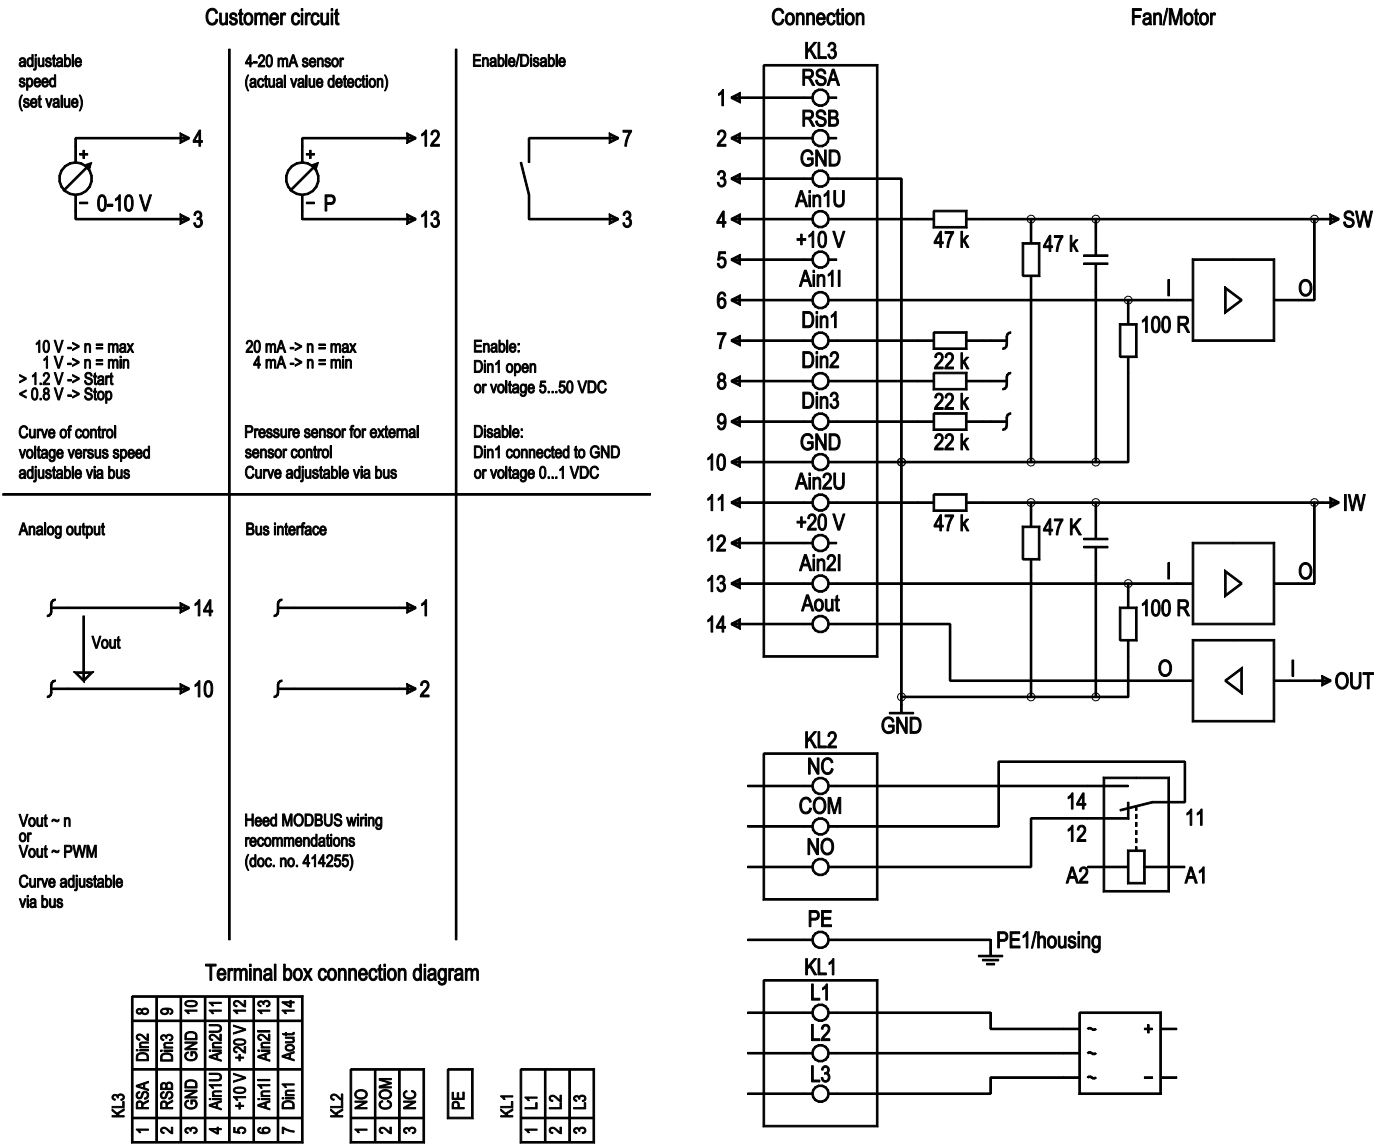 Customer circuit
Connection
Fan/Motor
adjustable
speed
(set value)
4
+
0-10 V
–
3
10 V -> n = max
1 V -> n = min
> 1.2 V -> Start
< 0.8 V -> Stop
Curve of control
voltage versus speed
adjustable via bus
4-20 mA sensor
(actual value detection)
12
+
P
–
13
20 mA -> n = max
4 mA -> n = min
Pressure sensor for external
sensor control
Curve adjustable via bus
Enable/Disable
7
3
Enable:
Din1 open
or voltage 5...50 VDC
Disable:
Din1 connected to GND
or voltage 0...1 VDC
Analog output
14
Vout
10
Vout ~ n
or
Vout ~ PWM
Curve adjustable
via bus
Bus interface
1
2
Heed MODBUS wiring
recommendations
(doc. no. 414255)
KL3
1 RSA
2 RSB
3 GND
4 Ain1U 47 k 47 k SW
5 +10 V
6 Ain1I I O 100 R
7 Din1 22 k
8 Din2 22 k
9 Din3 22 k
10 GND
11 Ain2U 47 k 47 K IW
12 +20 V
13 Ain2I I O 100 R
14 Aout O I OUT
GND
KL2
NC
COM
NO
14
12
11
A2
A1
PE
PE1/housing
KL1
L1
L2
L3
~ +
~
~ –
Terminal box connection diagram
KL3
1 RSA Din2 8
2 RSB Din3 9
3 GND GND 10
4 Ain1U Ain2U 11
5 +10 V +20 V 12
6 Ain1I Ain2I 13
7 Din1 Aout 14
KL2
1 NO
2 COM
3 NC
PE
KL1
1 L1
2 L2
3 L3